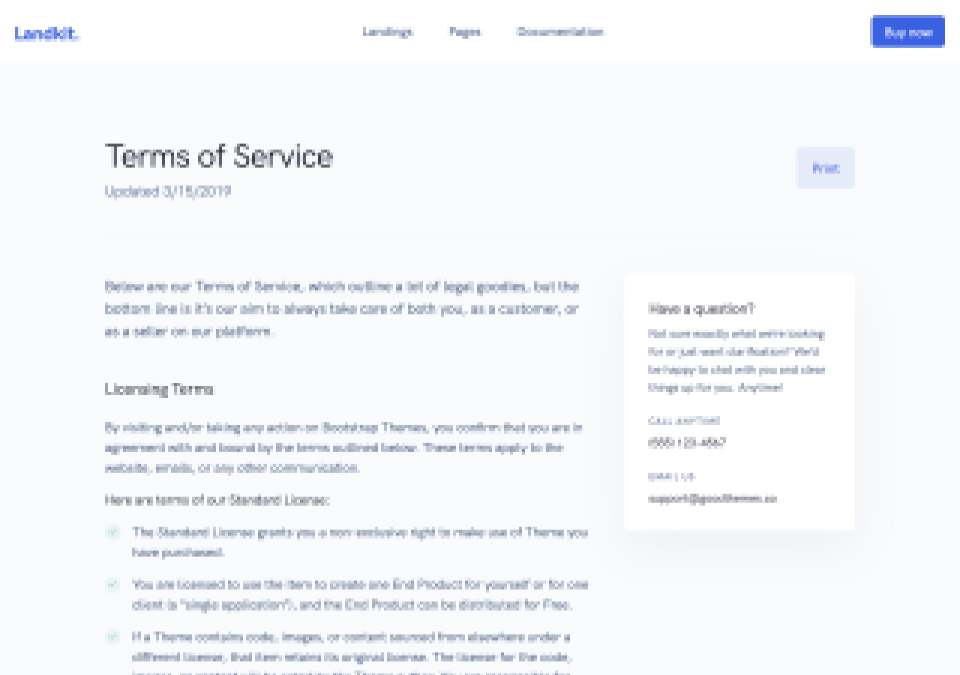 Landkit.
Landings
Pages
Documentation
Buy now
Terms of Service
Updated 3/15/2019
Print
Below are our Terms of Service, which outline a lot of legal goodies, but the
bottom line is it's our aim to always take care of both you, as a customer, or
as a seller on our platform.
Licensing Terms
By visiting and/or taking any action on Bootstrap Themes, you confirm that you are in
agreement with and bound by the terms outlined below. These terms apply to the
website, emails, or any other communication.
Here are terms of our Standard License:
The Standard License grants you a non-exclusive right to make use of Theme you
have purchased.
You are licensed to use the Item to create one End Product for yourself or for one
client (a "single application"), and the End Product can be distributed for Free.
If a Theme contains code, images, or content sourced from elsewhere under a
different license, that item retains its original license. The license for the code,
Have a question?
Not sure exactly what we're looking
for or just want clarification? We'd
be happy to chat with you and clear
things up for you. Anytime!
CALL ANYTIME
(555) 123-4567
EMAIL US
support@goodthemes.co